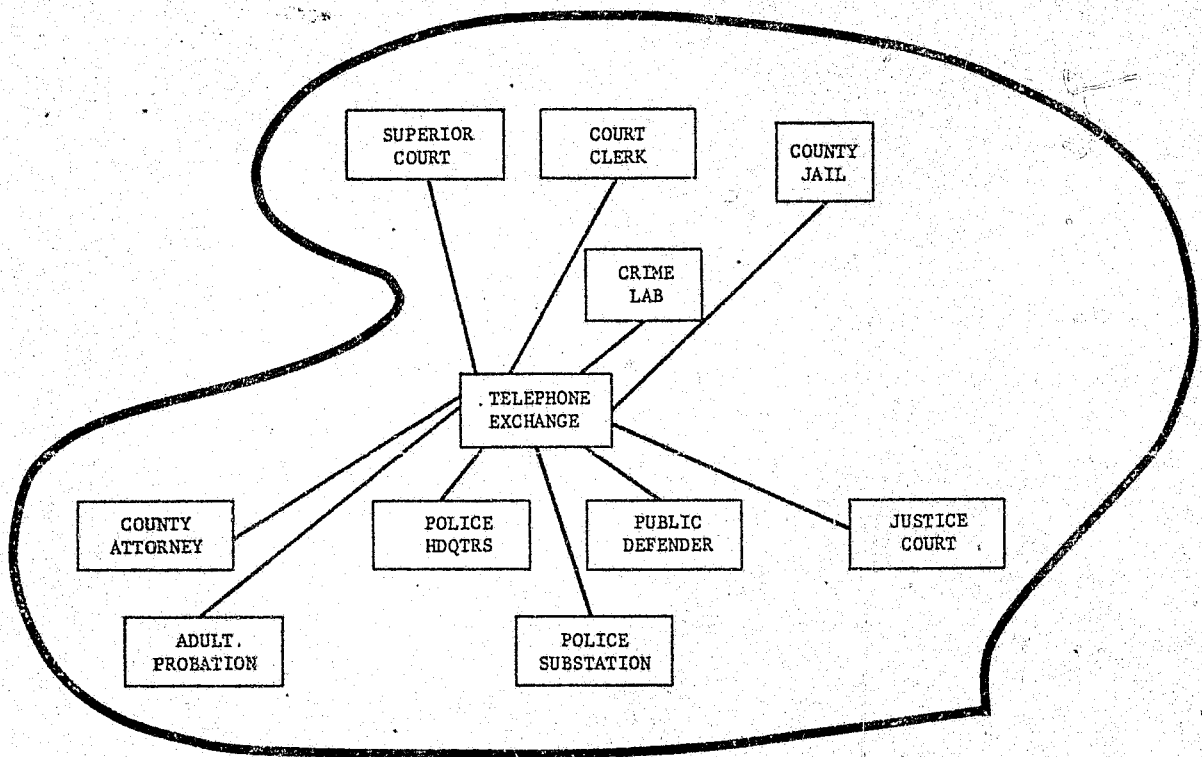 SUPERIOR
COURT
COURT
CLERK
COUNTY
JAIL
CRIME
LAB
TELEPHONE
EXCHANGE
COUNTY
ATTORNEY
POLICE
HDQTRS
PUBLIC
DEFENDER
JUSTICE
COURT
ADULT
PROBATION
POLICE
SUBSTATION